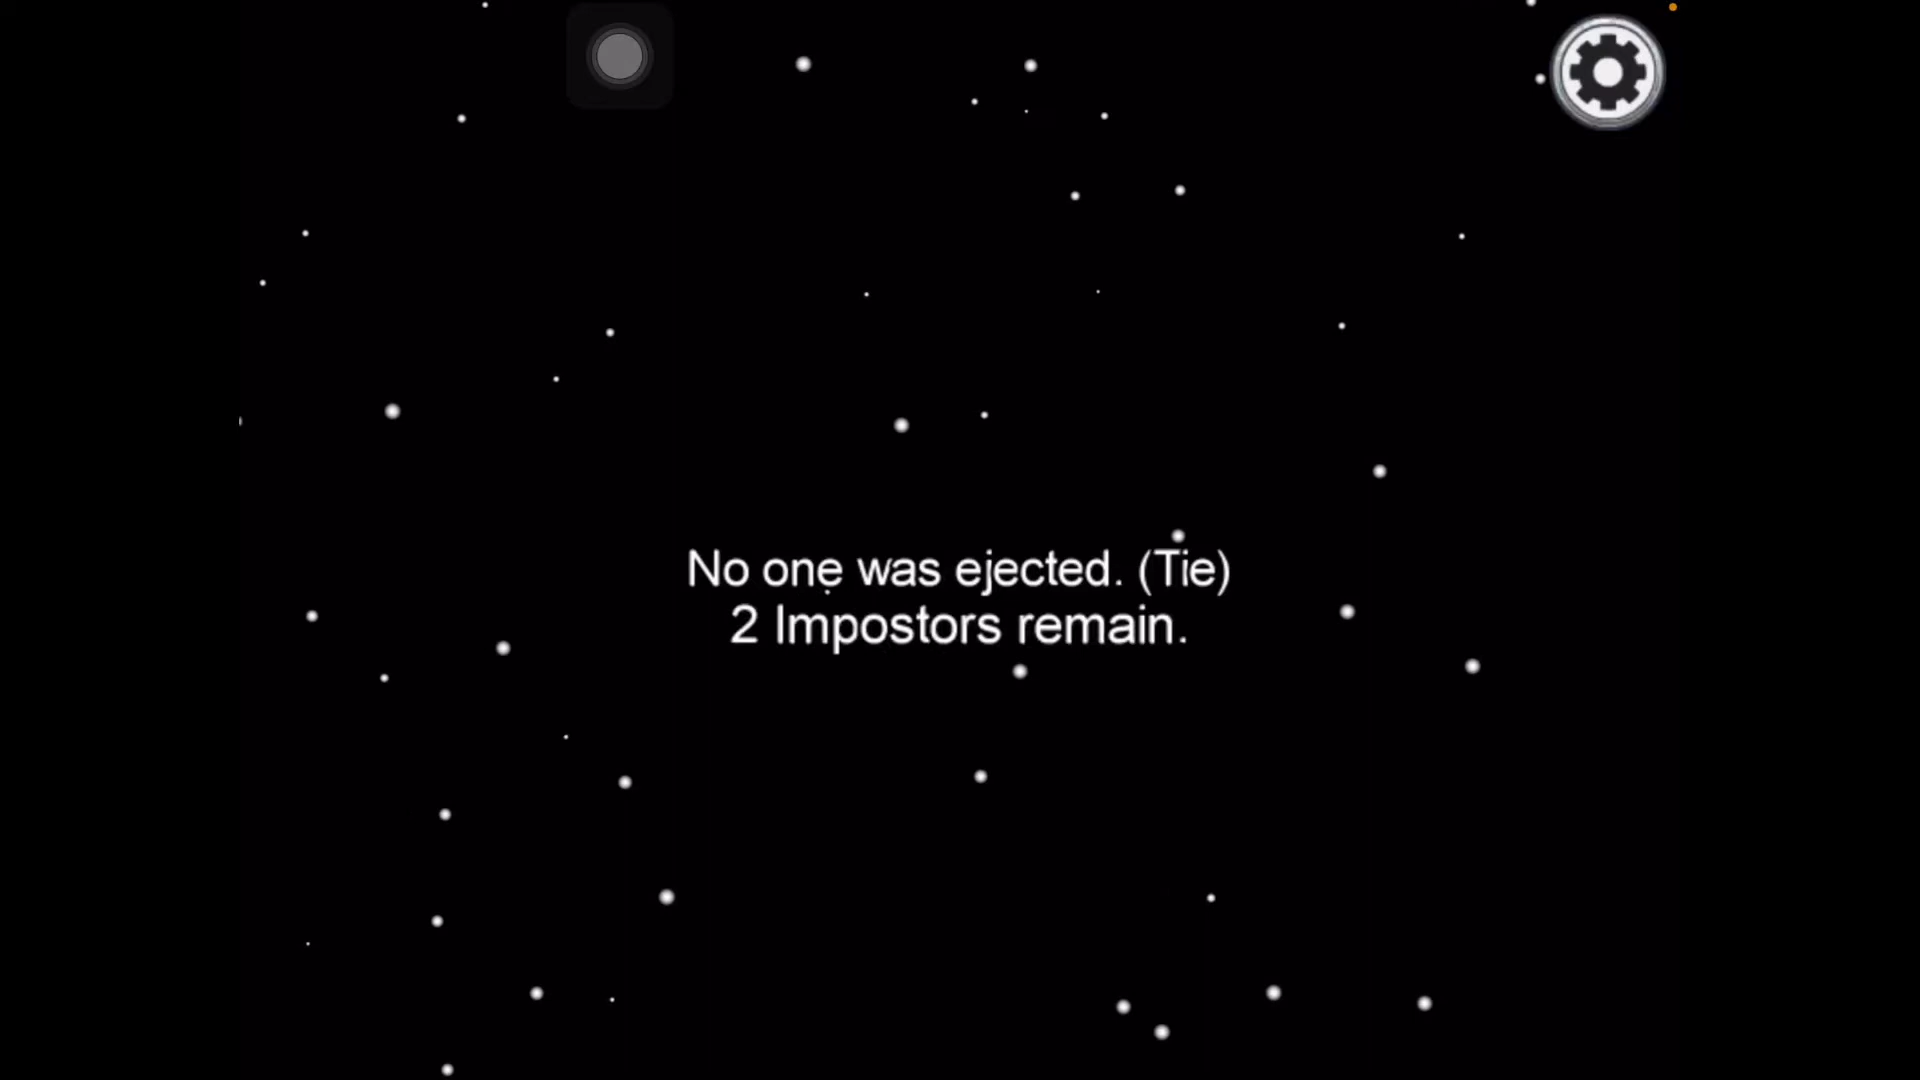 No one was ejected. (Tie)
2 Impostors remain.